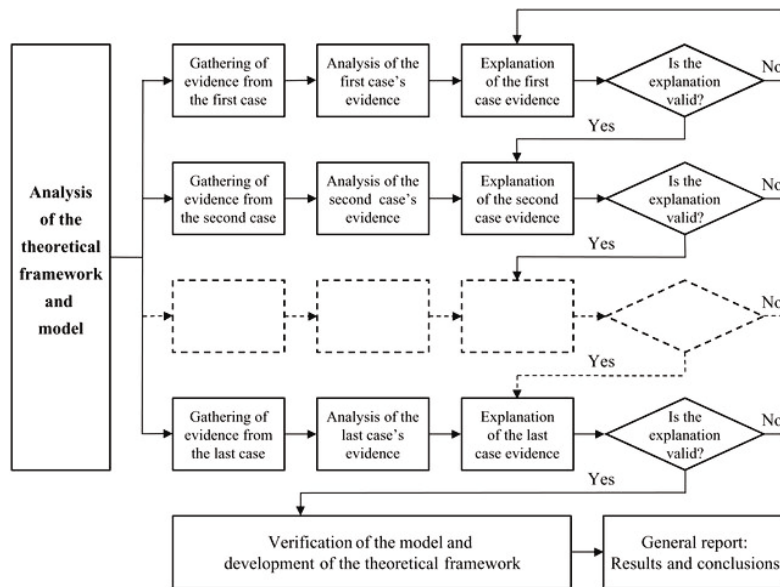 Analysis
of the
theoretical
framework
and
model
Gathering of
evidence from
the first case
Analysis of the
first case's
evidence
Explanation
of the first
case evidence
Is the
explanation
valid?
No
Yes
Gathering of
evidence from
the second case
Analysis of the
second case's
evidence
Explanation
of the second
case evidence
Is the
explanation
valid?
No
Yes
No
Yes
Gathering of
evidence from
the last case
Analysis of the
last case's
evidence
Explanation
of the last
case evidence
Is the
explanation
valid?
No
Yes
Verification of the model and
development of the theoretical framework
General report:
Results and conclusions